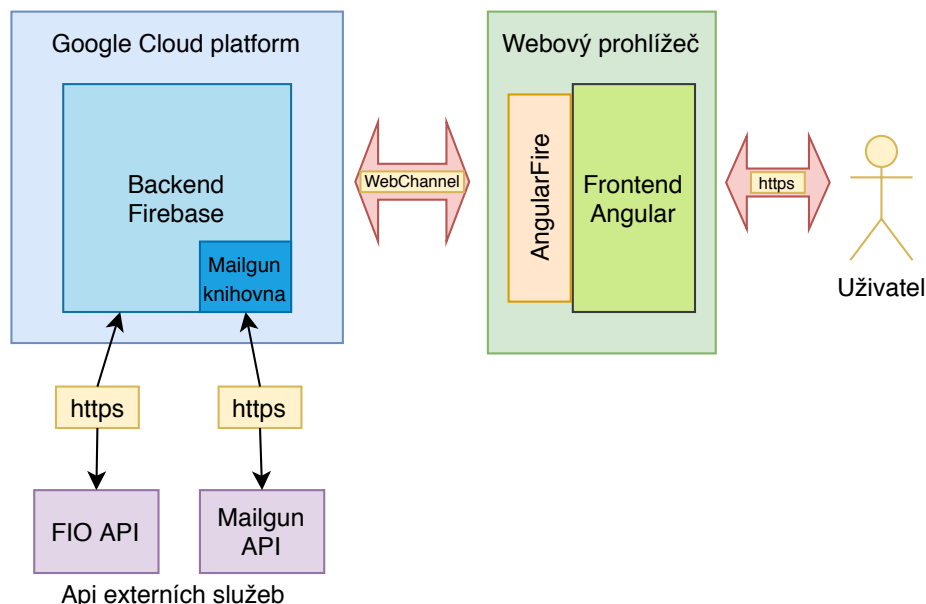 Google Cloud platform
Webový prohlížeč
Backend
Firebase
Mailgun
knihovna
WebChannel
AngularFire
Frontend
Angular
https
Uživatel
https
https
FIO API
Mailgun
API
Api externích služeb